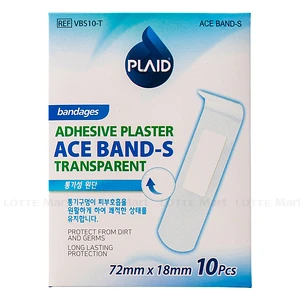 REF VBS10-T
ACE BAND-S
PLAID
bandages
ADHESIVE PLASTER
ACE BAND-S
TRANSPARENT
통기성 원단
통기구멍이 피부호흡을
원활하게 하여 쾌적한 상태를
유지합니다.
PROTECT FROM DIRT
AND GERMS
LONG LASTING
PROTECTION
72mm x 18mm 10Pcs